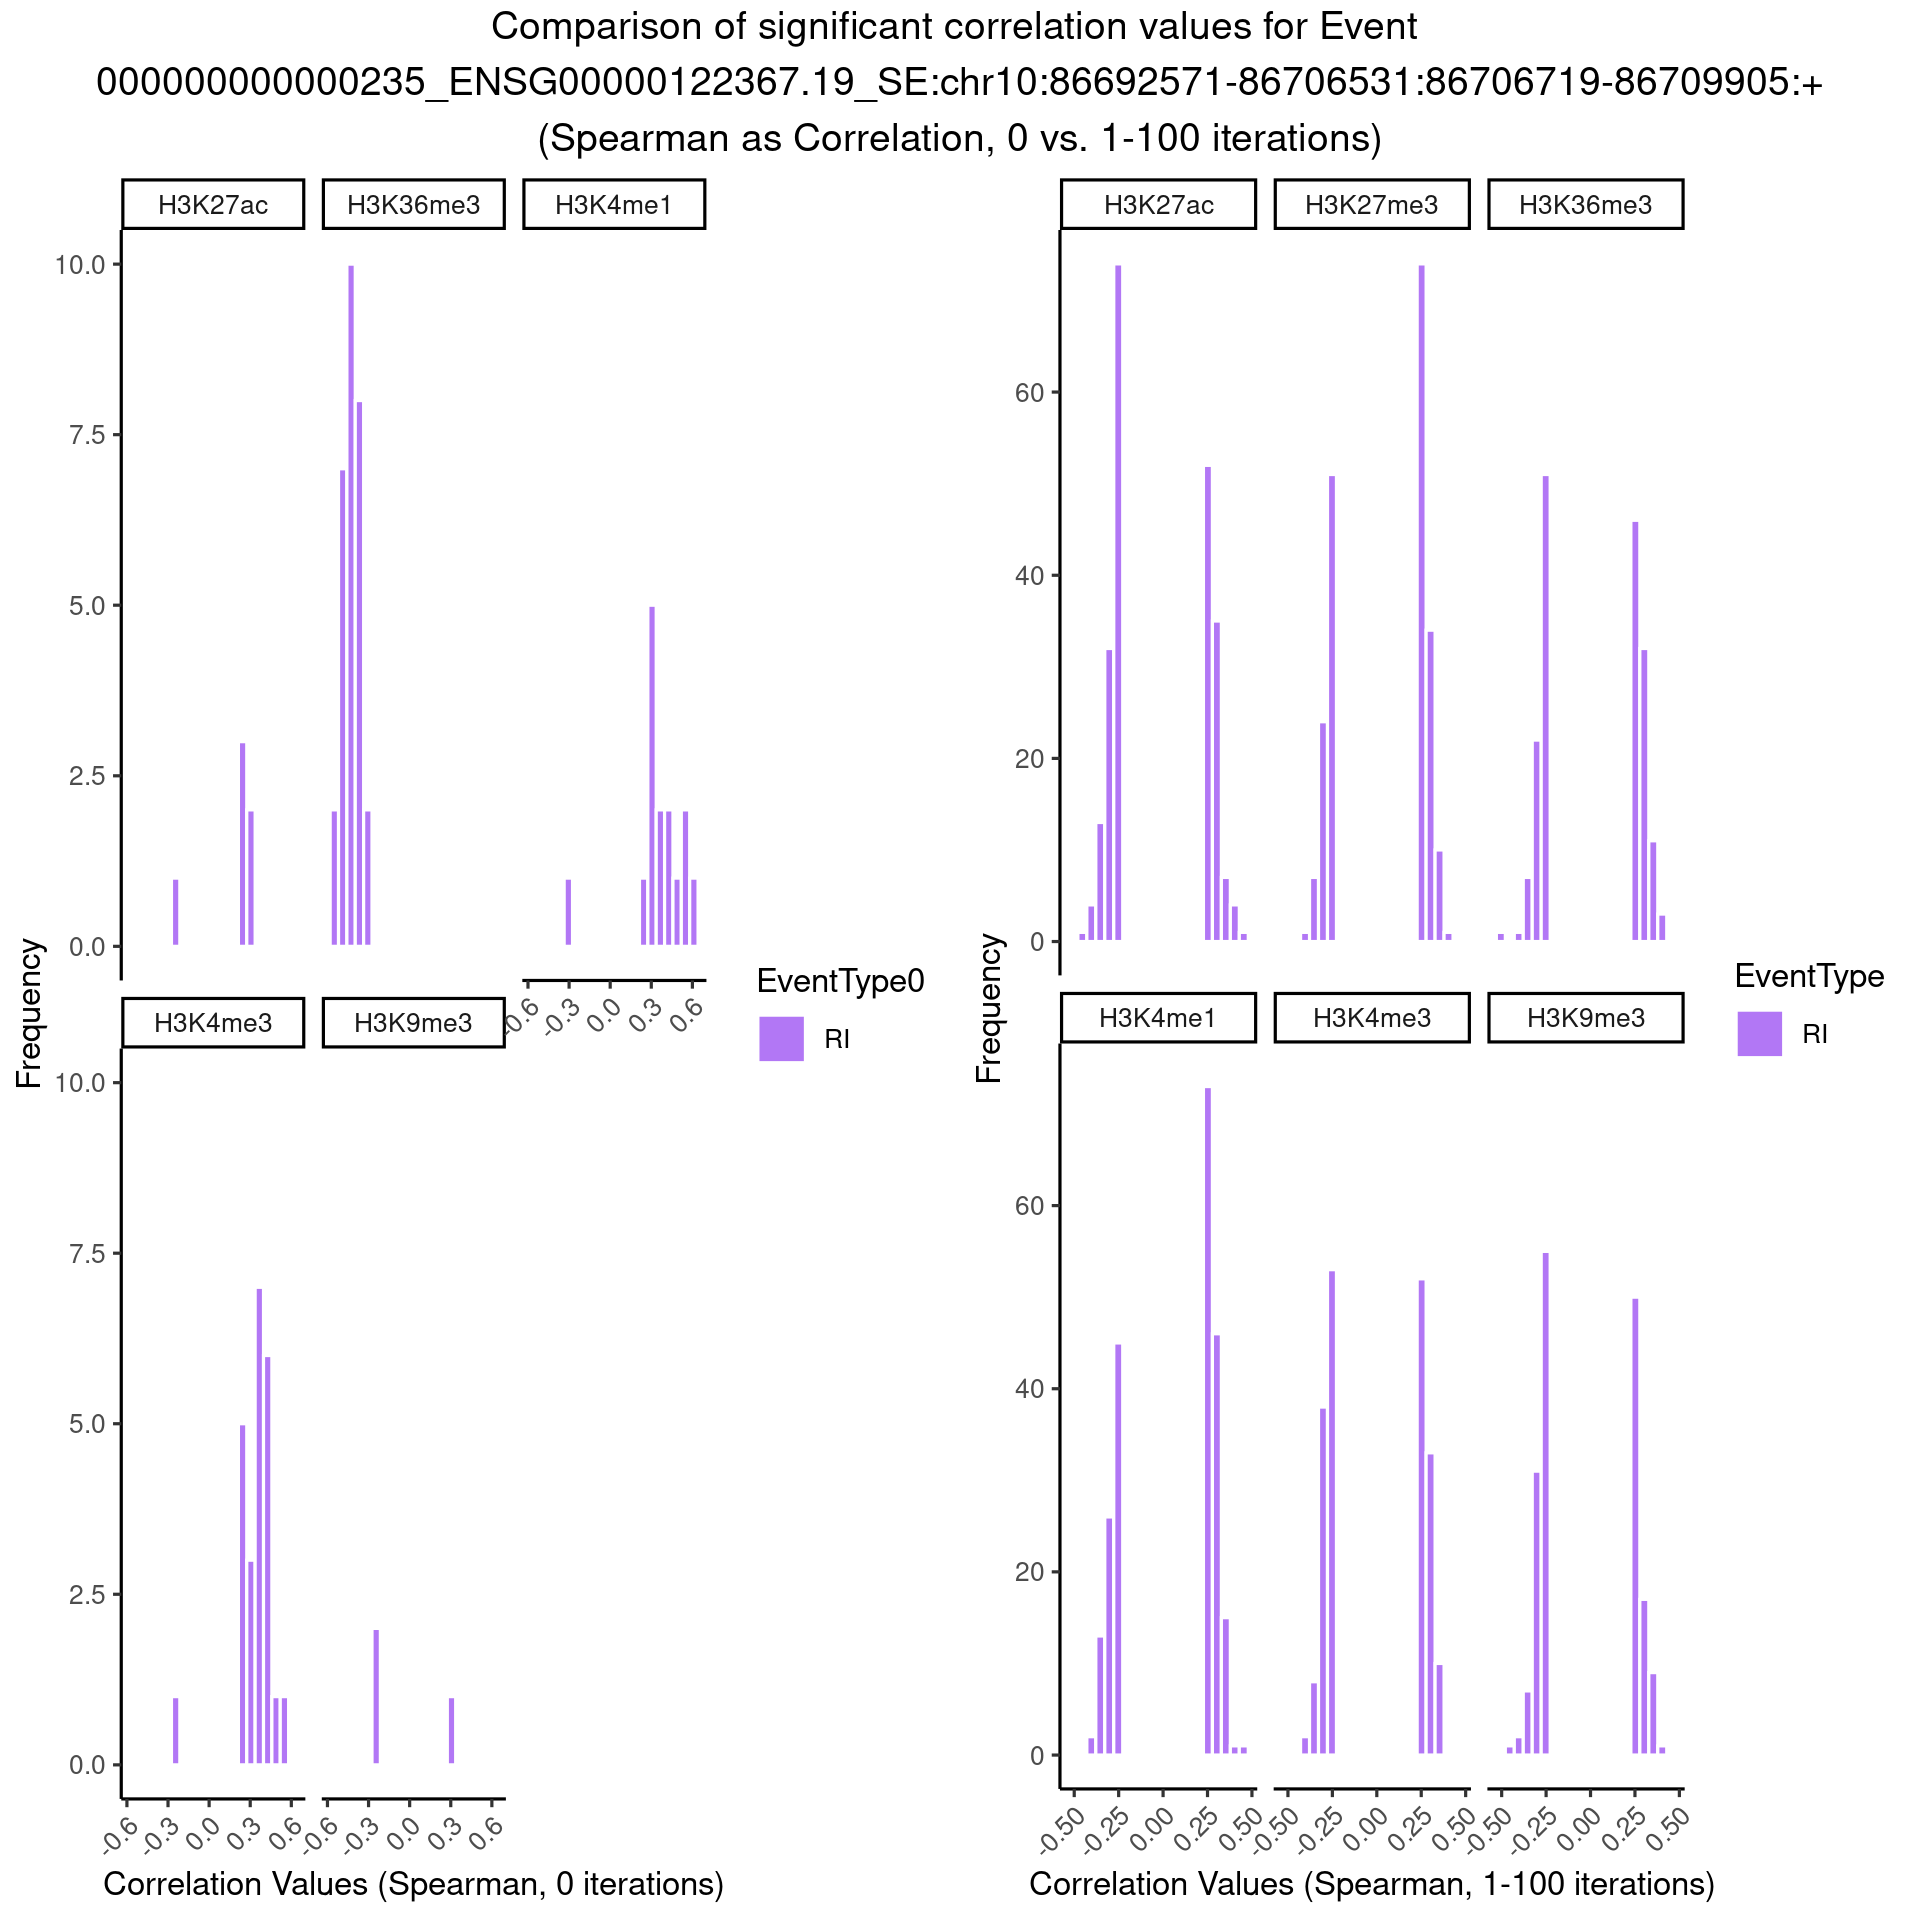 Comparison of significant correlation values for Event
000000000000235_ENSG00000122367.19_SE:chr10:86692571-86706531:86706719-86709905:+
(Spearman as Correlation, 0 vs. 1-100 iterations)
H3K27ac H3K36me3 H3K4me1
10.0
7.5
5.0
2.5
0.0
-0.6 -0.3 0.0 0.3 0.6
H3K4me3 H3K9me3
10.0
7.5
5.0
2.5
0.0
-0.6 -0.3 0.0 0.3 0.6 -0.6 -0.3 0.0 0.3 0.6
Frequency
Correlation Values (Spearman, 0 iterations)
EventType0
RI
H3K27ac H3K27me3 H3K36me3
60
40
20
0
H3K4me1 H3K4me3 H3K9me3
60
40
20
0
-0.50 -0.25 0.00 0.25 0.50 -0.50 -0.25 0.00 0.25 0.50 -0.50 -0.25 0.00 0.25 0.50
Frequency
Correlation Values (Spearman, 1-100 iterations)
EventType
RI